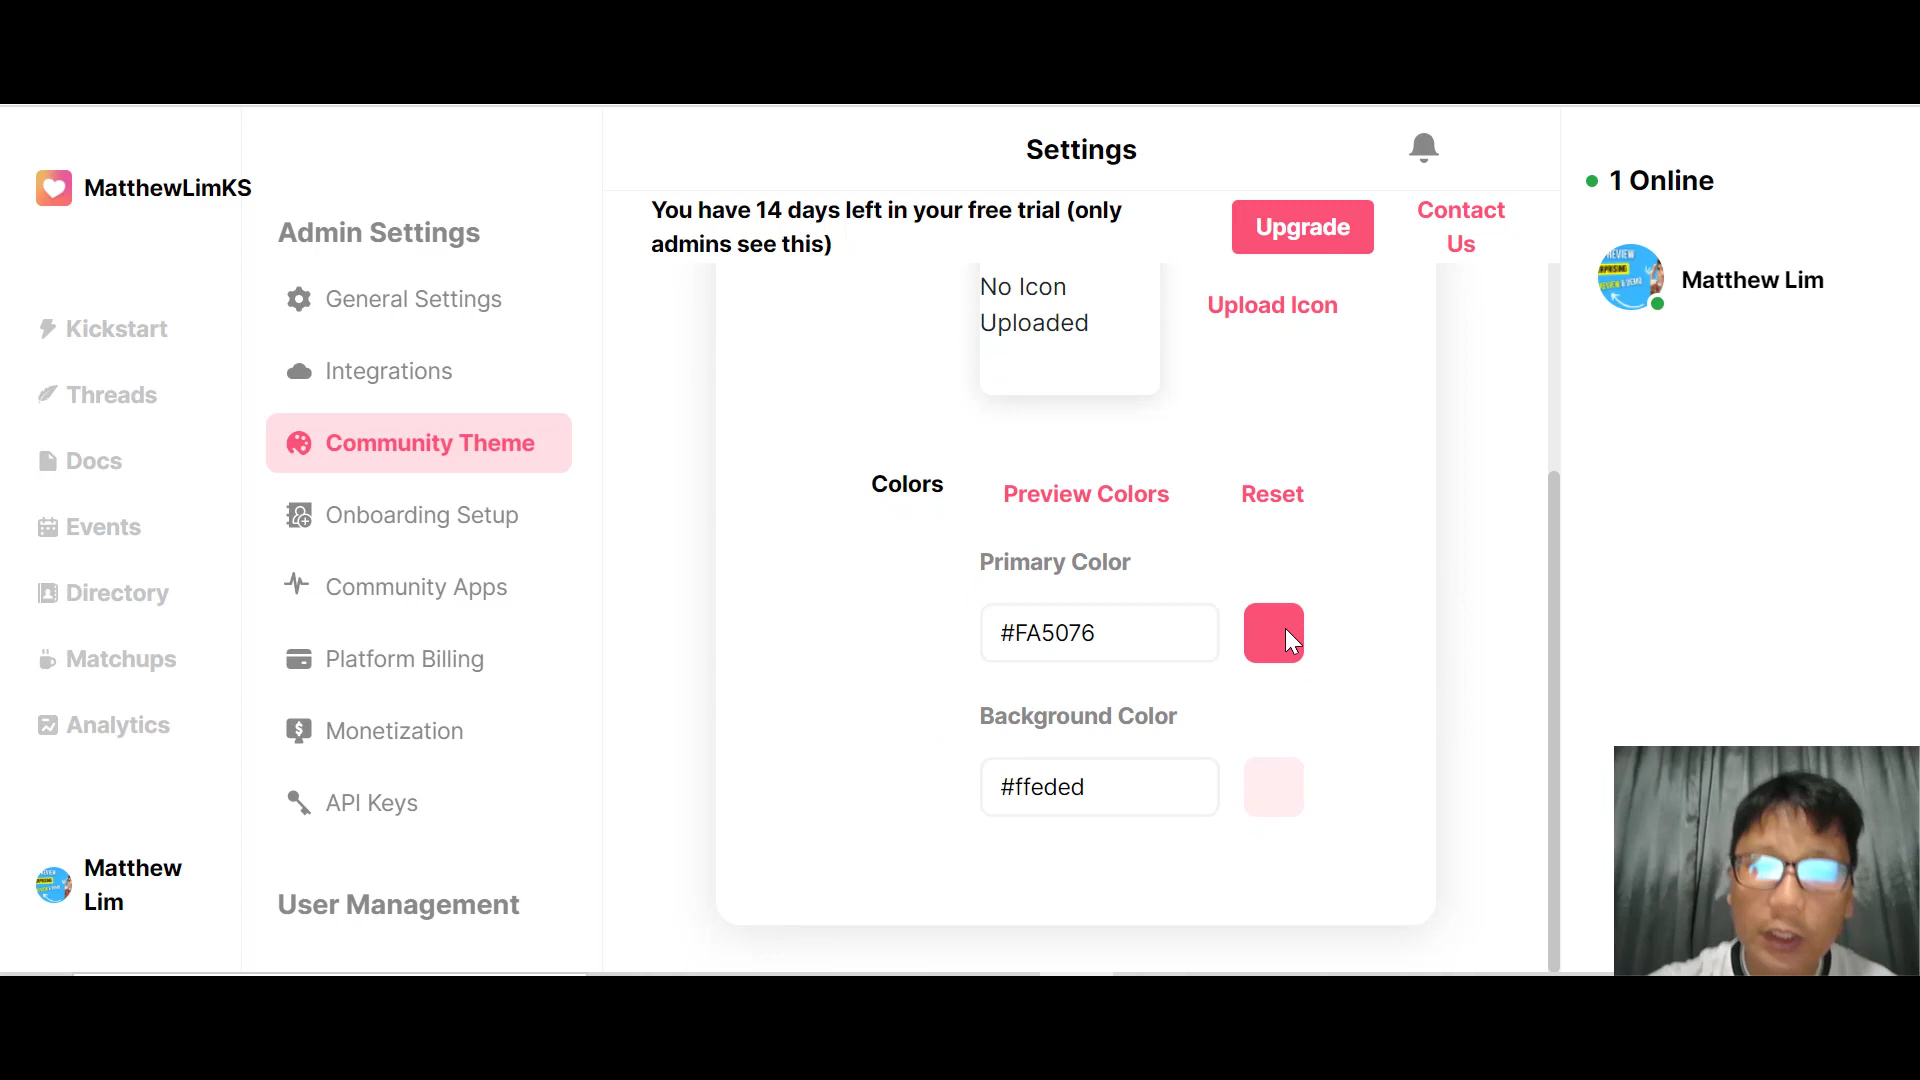 MatthewLimKS
Kickstart
Threads
Docs
Events
Directory
Matchups
Analytics
Matthew
Lim
Admin Settings
General Settings
Integrations
Community Theme
Onboarding Setup
Community Apps
Platform Billing
Monetization
API Keys
User Management
Settings
You have 14 days left in your free trial (only
admins see this)
Upgrade
Contact
Us
No Icon
Uploaded
Upload Icon
Colors
Preview Colors
Reset
Primary Color
#FA5076
Background Color
#ffeded
1 Online
Matthew Lim